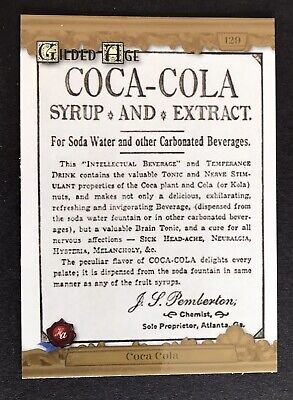 GILDED AGE
129
COCA-COLA
SYRUP * AND * EXTRACT.
For Soda Water and other Carbonated Beverages.
This "INTELLECTUAL BEVERAGE" and TEMPERANCE
DRINK contains the valuable TONIC and NERVE STIM-
ULANT properties of the Coca plant and Cola (or Kola)
nuts, and makes not only a delicious, exhilarating,
refreshing and invigorating Beverage, (dispensed from
the soda water fountain or in other carbonated bever-
ages), but a valuable Brain Tonic, and a cure for all
nervous affections — SICK HEAD-ACHE, NEURALGIA,
HYSTERIA, MELANCHOLY, &c.
The peculiar flavor of COCA-COLA delights every
palate; it is dispensed from the soda fountain in same
manner as any of the fruit syrups.
J. S. Pemberton,
Chemist,
Sole Proprietor, Atlanta, Ga.
Coca Cola